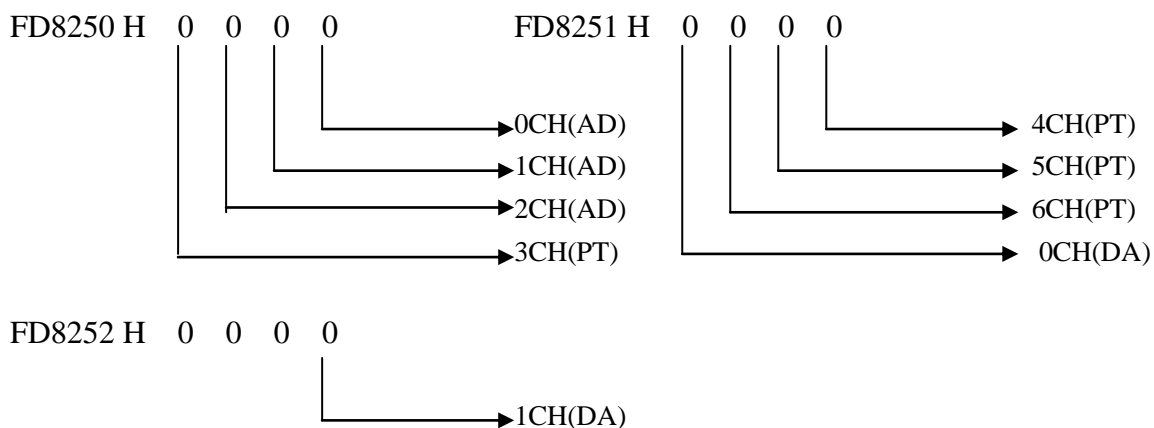 FD8250 H 0 0 0 0 FD8251 H 0 0 0 0
0CH(AD) 4CH(PT)
1CH(AD) 5CH(PT)
2CH(AD) 6CH(PT)
3CH(PT) 0CH(DA)
FD8252 H 0 0 0 0
1CH(DA)